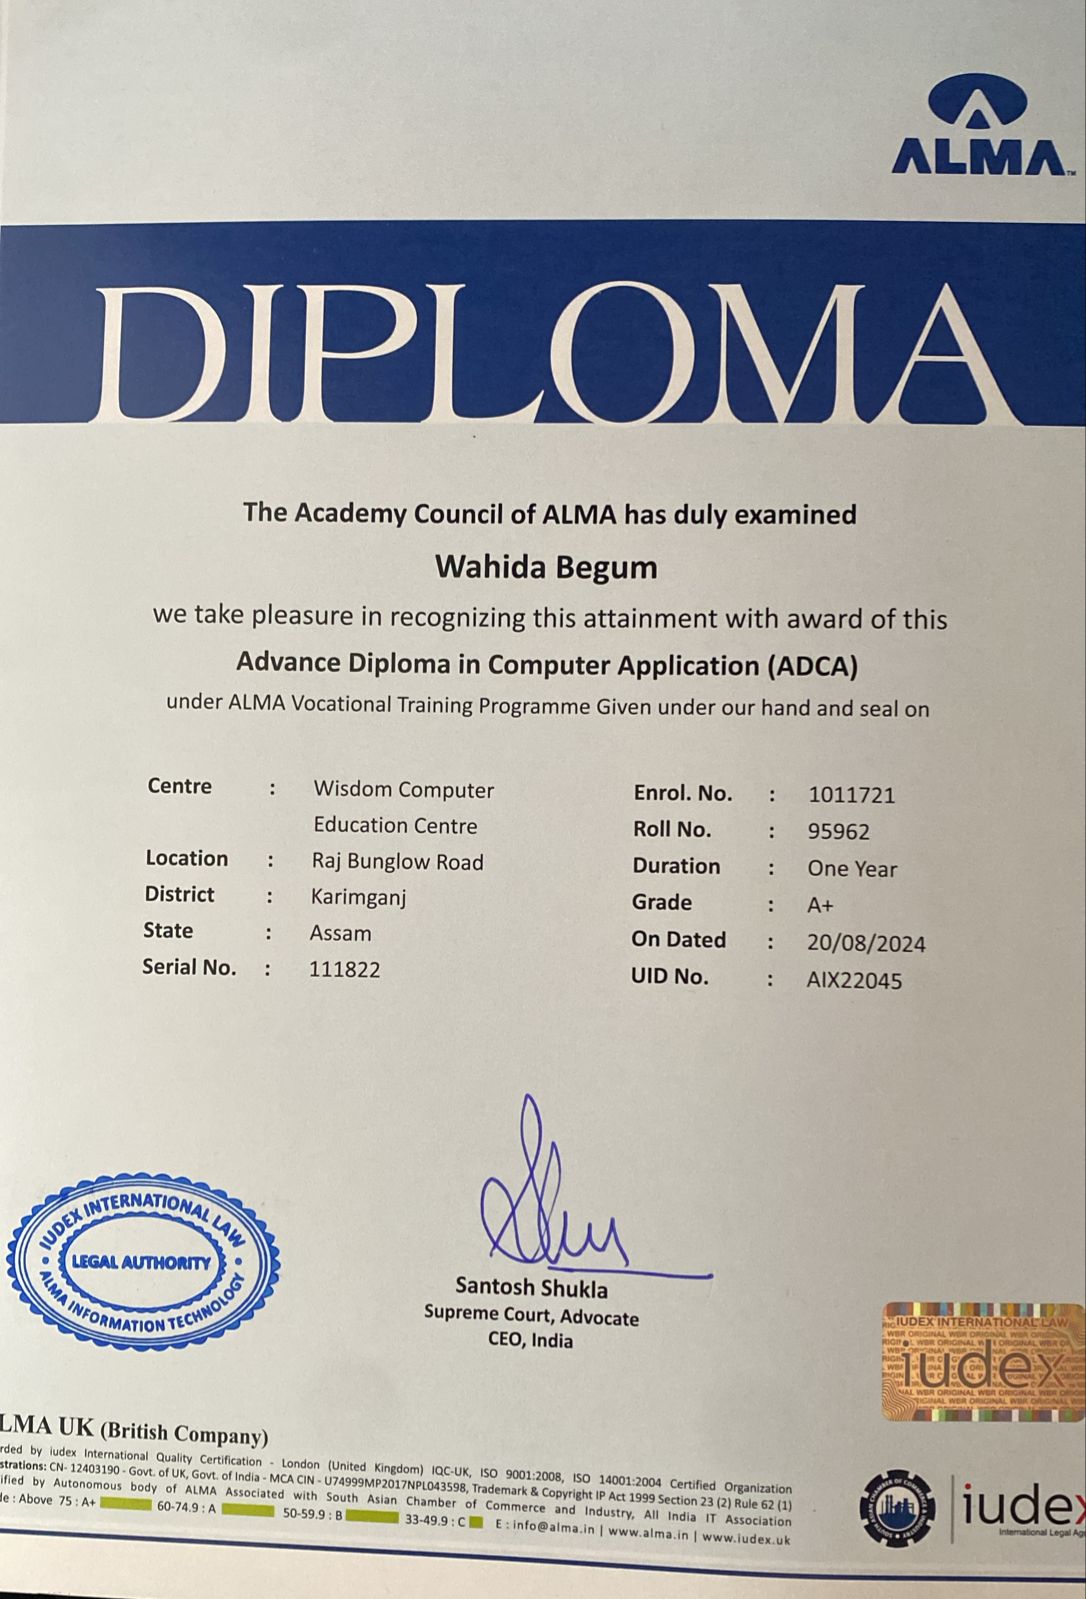 ALMA
DIPLOMA
The Academy Council of ALMA has duly examined
Wahida Begum
we take pleasure in recognizing this attainment with award of this
Advance Diploma in Computer Application (ADCA)
under ALMA Vocational Training Programme Given under our hand and seal on
Centre : Wisdom Computer
Education Centre
Location : Raj Bunglow Road
District : Karimganj
State : Assam
Serial No. : 111822
Enrol. No. : 1011721
Roll No. : 95962
Duration : One Year
Grade : A+
On Dated : 20/08/2024
UID No. : AIX22045
IUDEX INTERNATIONAL LAW
LEGAL AUTHORITY
ALMA INFORMATION TECHNOLOGY
Santosh Shukla
Supreme Court, Advocate
CEO, India
IUDEX INTERNATIONAL LAW
iudex
LMA UK (British Company)
by iudex International Quality Certification - London (United Kingdom) IQC-UK, ISO 9001:2008, ISO 14001:2004 Certified Organization
CN- 12403190 - Govt. of UK, Govt. of India - MCA CIN - U74999MP2017NPL043598, Trademark & Copyright IP Act 1999 Section 23 (2) Rule 62 (1)
by Autonomous body of ALMA Associated with South Asian Chamber of Commerce and Industry, All India IT Association
: Above 75 : A+ 60-74.9 : A 50-59.9 : B 33-49.9 : C E : info@alma.in | www.alma.in | www.iudex.uk
iudex
International Legal